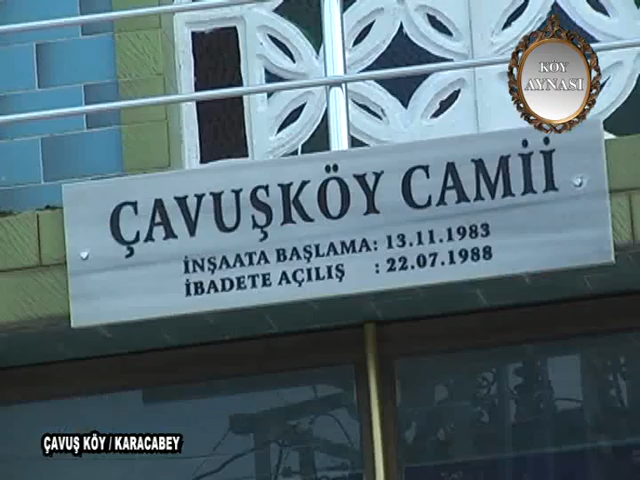 KÖY
AYNASI
ÇAVUŞKÖY CAMİİ
İNŞAATA BAŞLAMA: 13.11.1983
İBADETE AÇILIŞ : 22.07.1988
ÇAVUŞ KÖY / KARACABEY